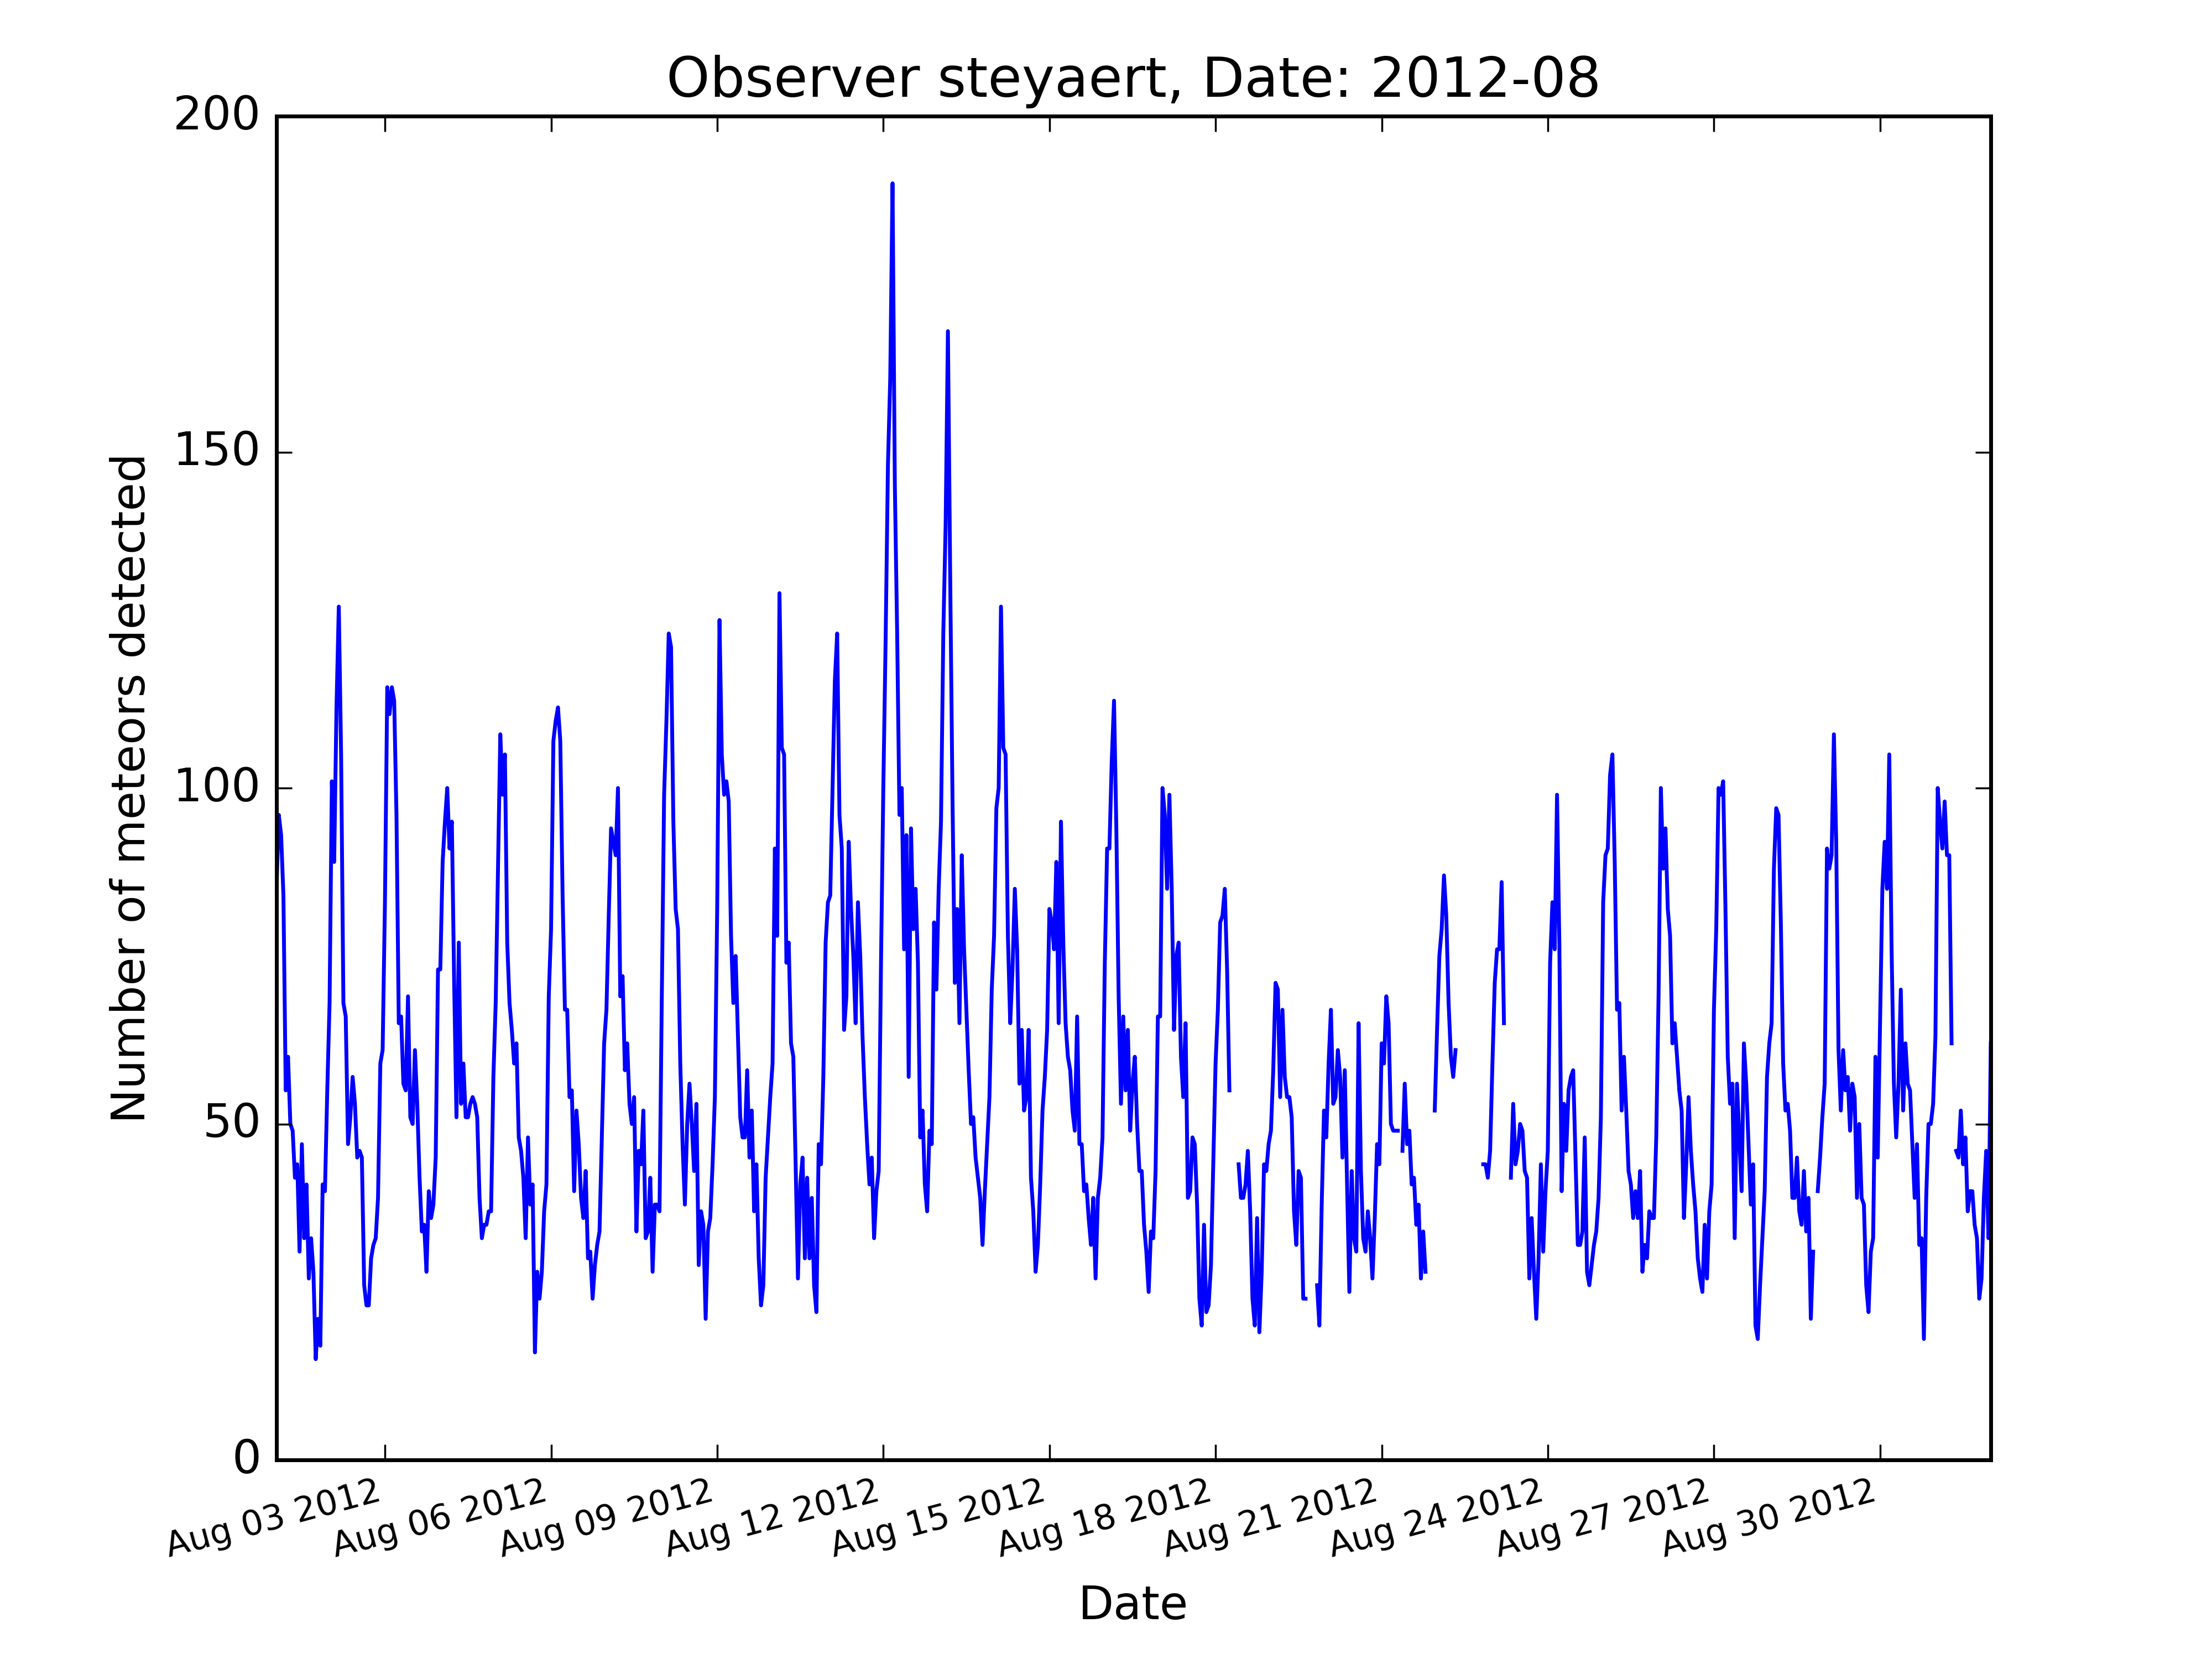 Observer steyaert, Date: 2012-08
200
150
100
50
0
Number of meteors detected
Aug 03 2012
Aug 06 2012
Aug 09 2012
Aug 12 2012
Aug 15 2012
Aug 18 2012
Aug 21 2012
Aug 24 2012
Aug 27 2012
Aug 30 2012
Date